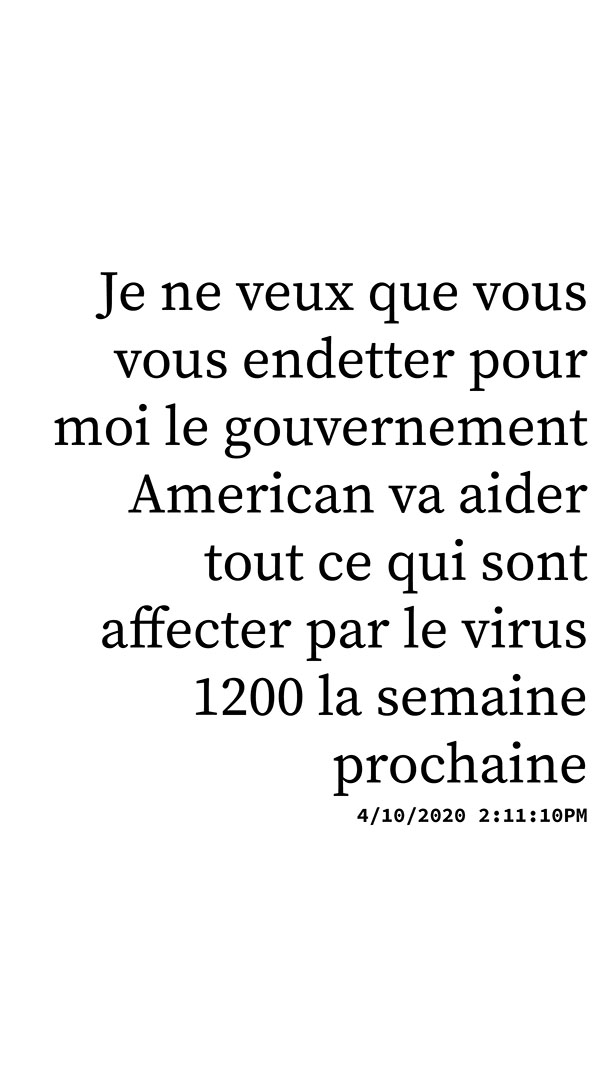 Je ne veux que vous
vous endetter pour
moi le gouvernement
American va aider
tout ce qui sont
affecter par le virus
1200 la semaine
prochaine
4/10/2020 2:11:10PM